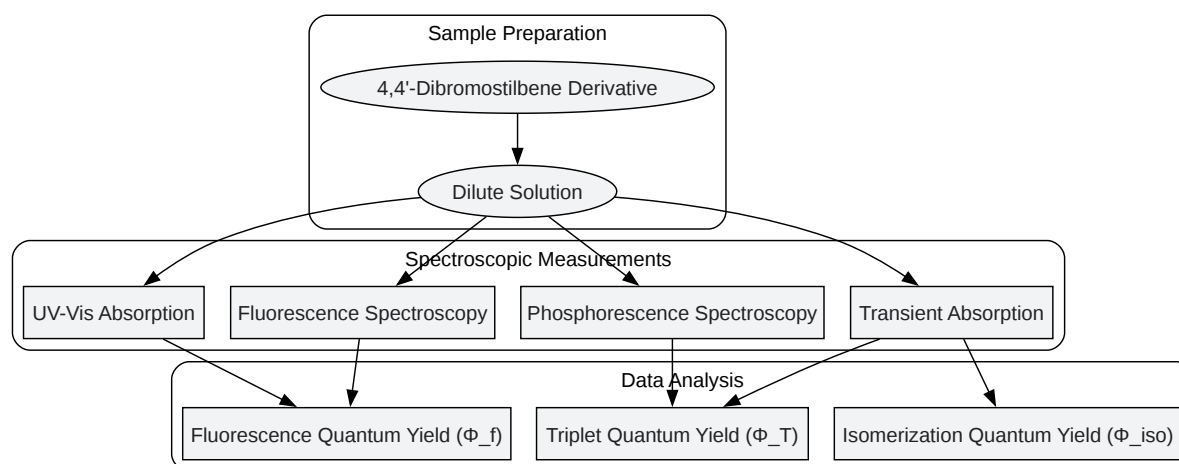 Sample Preparation
4,4'-Dibromostilbene Derivative
Dilute Solution
Spectroscopic Measurements
UV-Vis Absorption
Fluorescence Spectroscopy
Phosphorescence Spectroscopy
Transient Absorption
Data Analysis
Fluorescence Quantum Yield (Φ_f)
Triplet Quantum Yield (Φ_T)
Isomerization Quantum Yield (Φ_iso)